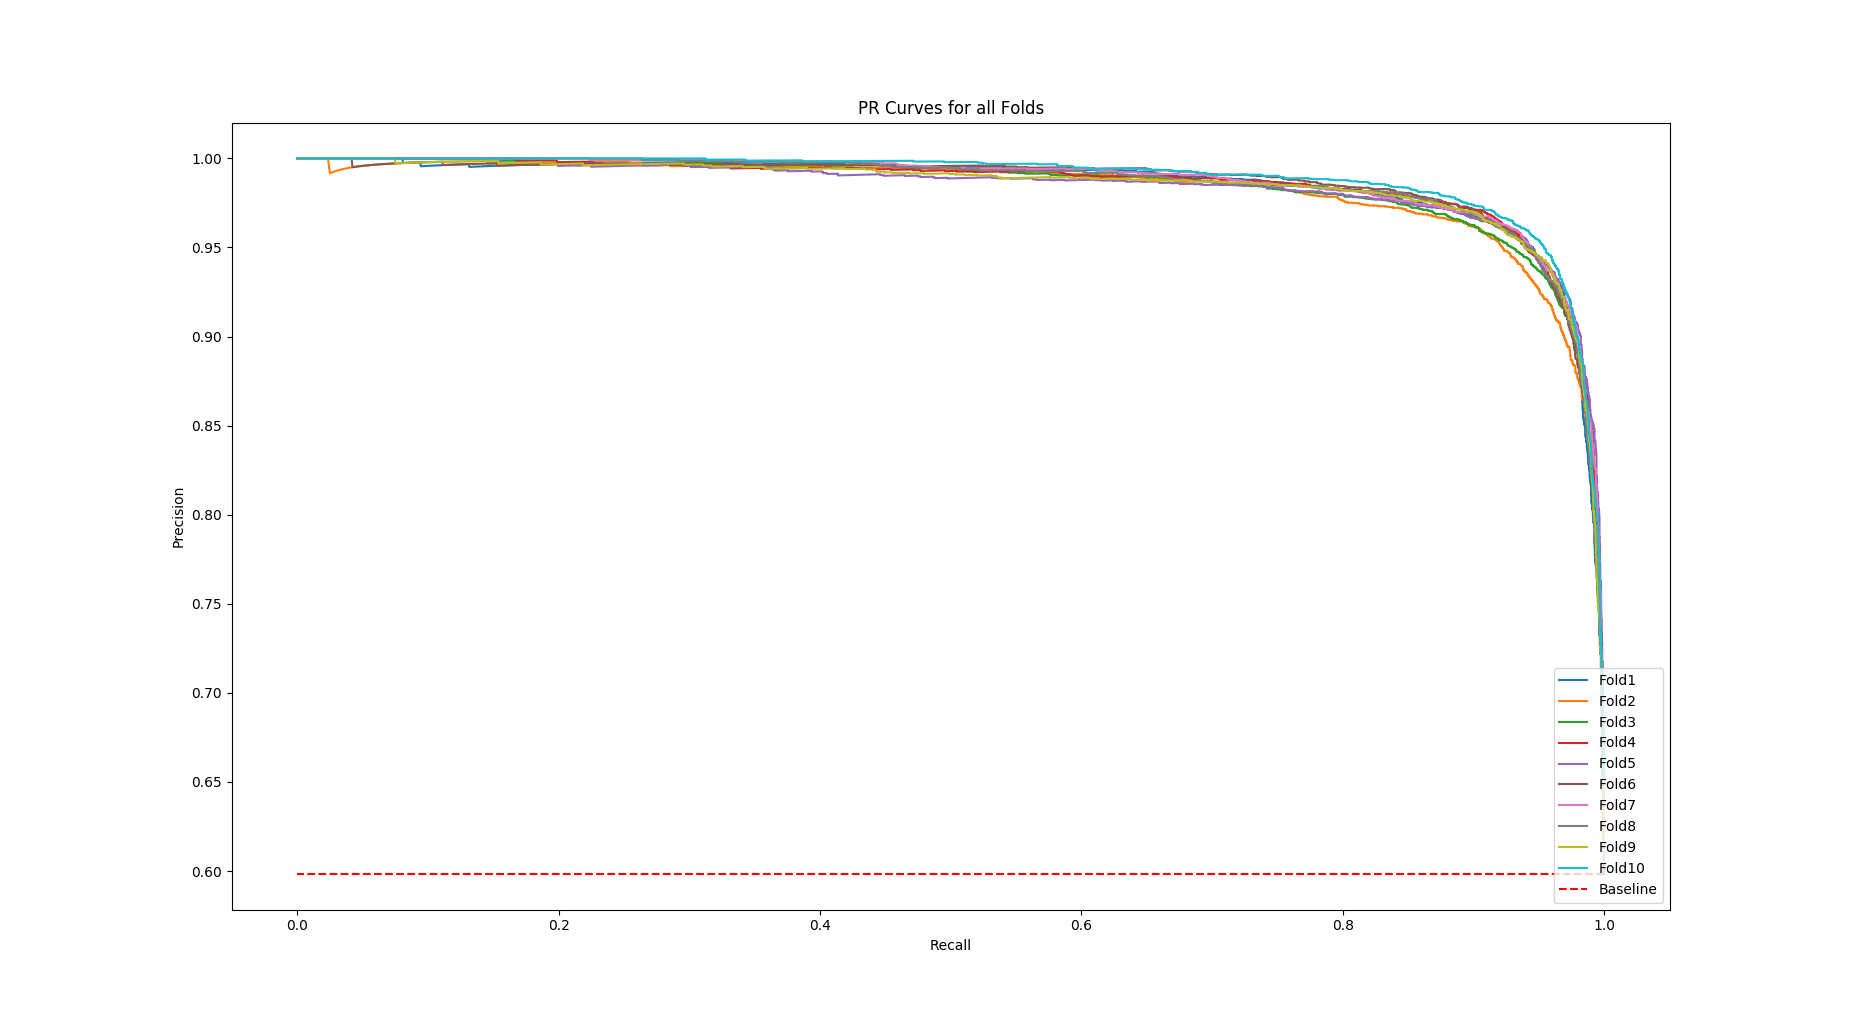 PR Curves for all Folds
1.00
0.95
0.90
0.85
0.80
0.75
0.70
0.65
0.60
Precision
0.0 0.2 0.4 0.6 0.8 1.0
Recall
Fold1
Fold2
Fold3
Fold4
Fold5
Fold6
Fold7
Fold8
Fold9
Fold10
Baseline